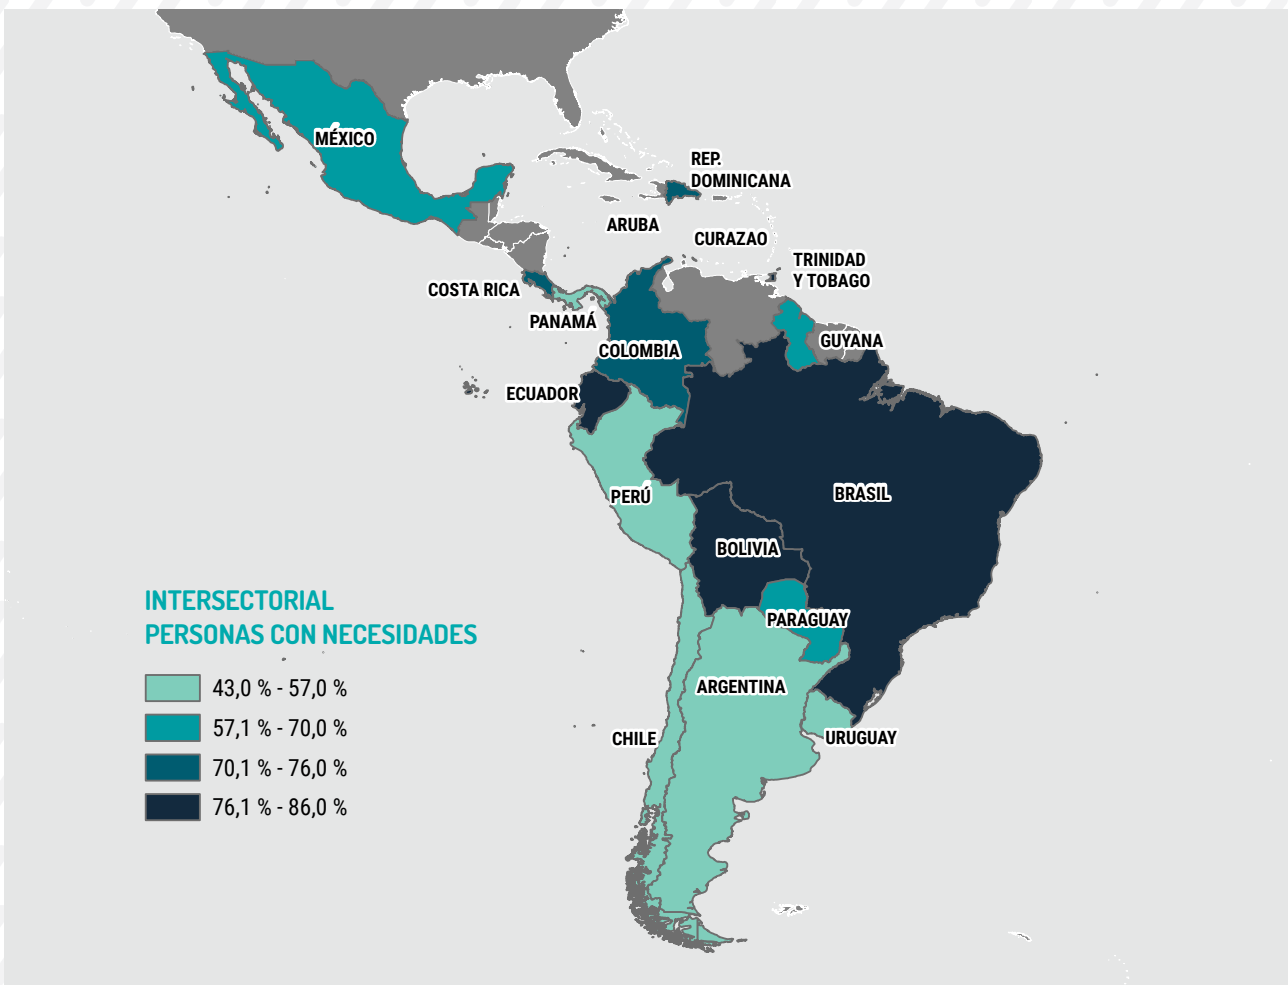 MÉXICO
REP.
DOMINICANA
ARUBA
CURAZAO
TRINIDAD
Y TOBAGO
COSTA RICA
PANAMÁ
GUYANA
COLOMBIA
ECUADOR
PERÚ
BRASIL
BOLIVIA
PARAGUAY
ARGENTINA
CHILE
URUGUAY
INTERSECTORIAL
PERSONAS CON NECESIDADES
43,0 % - 57,0 %
57,1 % - 70,0 %
70,1 % - 76,0 %
76,1 % - 86,0 %